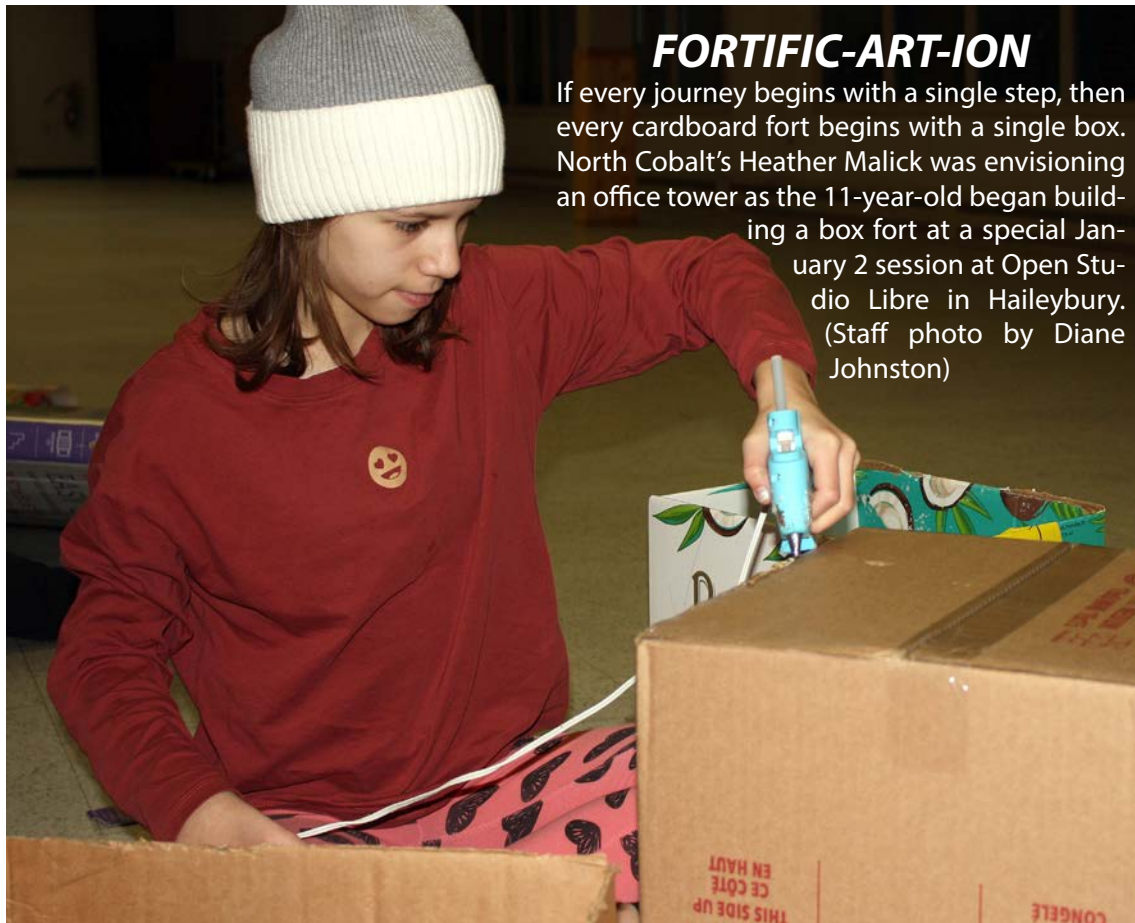 FORTIFIC-ART-ION
If every journey begins with a single step, then
every cardboard fort begins with a single box.
North Cobalt’s Heather Malick was envisioning
an office tower as the 11-year-old began build-
ing a box fort at a special Jan-
uary 2 session at Open Stu-
dio Libre in Haileybury.
(Staff photo by Diane
Johnston)
THIS SIDE UP
CE CÔTÉ
EN HAUT
CONGELÉ